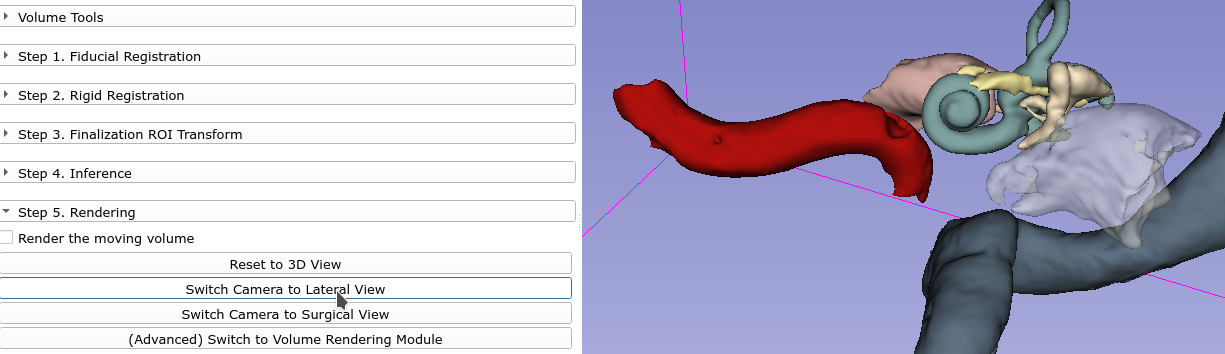 Volume Tools
Step 1. Fiducial Registration
Step 2. Rigid Registration
Step 3. Finalization ROI Transform
Step 4. Inference
Step 5. Rendering
Render the moving volume
Reset to 3D View
Switch Camera to Lateral View
Switch Camera to Surgical View
(Advanced) Switch to Volume Rendering Module